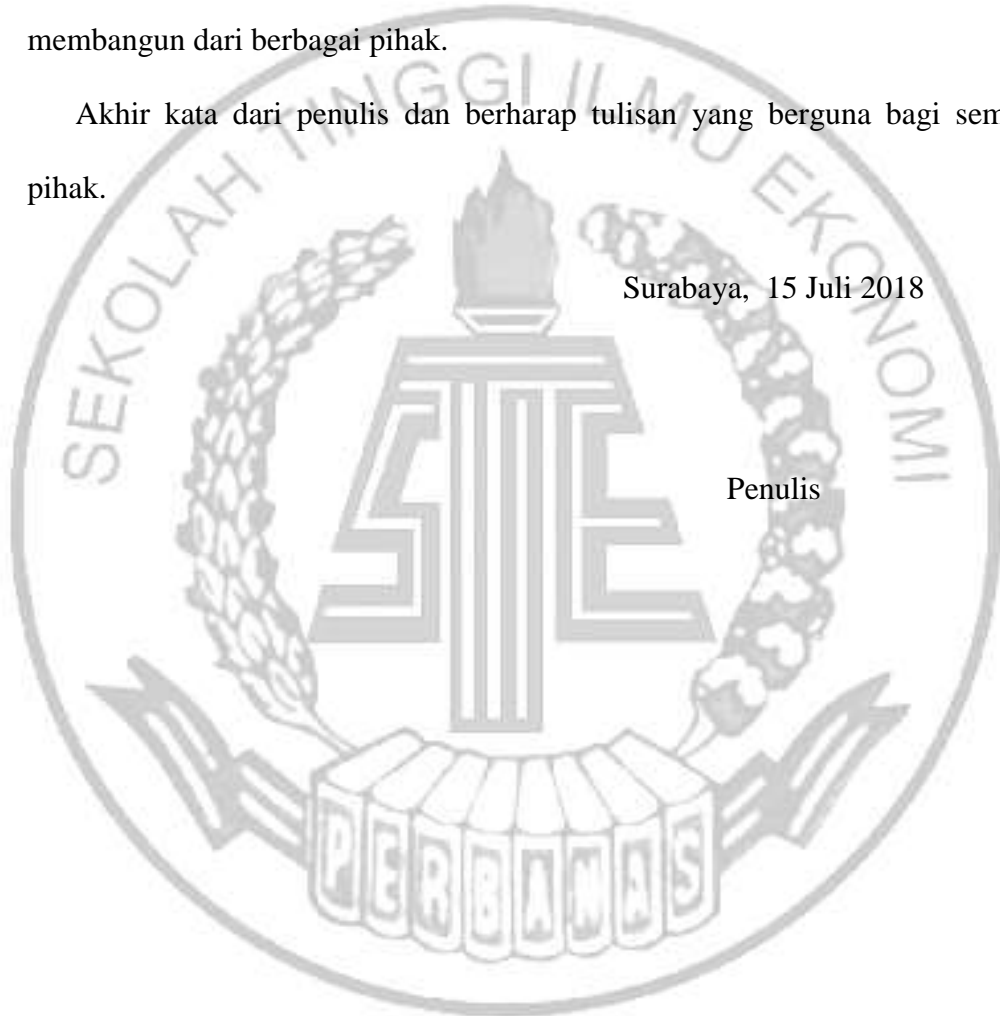 membangun dari berbagai pihak.
Akhir kata dari penulis dan berharap tulisan yang berguna bagi sem
pihak.
Surabaya, 15 Juli 2018
Penulis
SEKOLAH TINGGI ILMU EKONOMI
STIE
PERBANAS